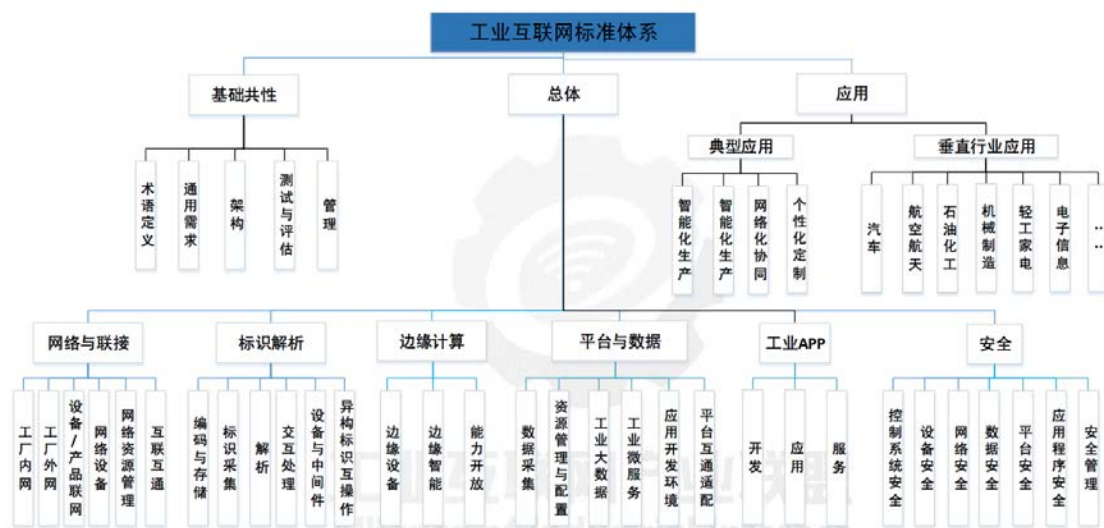 工业互联网标准体系
基础共性
总体
应用
典型应用
垂直行业应用
术语定义
通用需求
架构
测试与评估
管理
智能化生产
智能化生产
网络化协同
个性化定制
汽车
航空航天
石油化工
机械制造
轻工家电
电子信息
……
网络与联接
标识解析
边缘计算
平台与数据
工业APP
安全
工厂内网
工厂外网
设备/产品联网
网络设备
网络资源管理
互联互通
编码与存储
标识采集
解析
交互处理
设备与中间件
异构标识互操作
边缘设备
边缘智能
能力开放
数据采集
资源管理与配置
工业大数据
工业微服务
应用开发环境
平台互通适配
开发
应用
服务
控制系统安全
设备安全
网络安全
数据安全
平台安全
应用程序安全
安全管理
工业互联网产业联盟